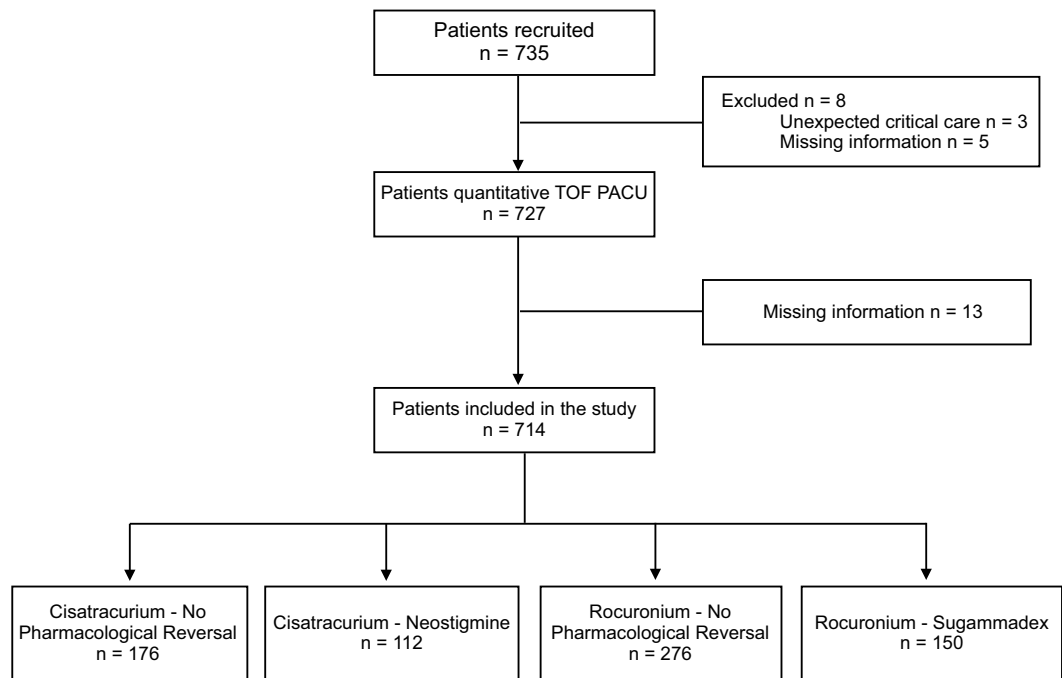 Patients recruited
n = 735
Excluded n = 8
Unexpected critical care n = 3
Missing information n = 5
Patients quantitative TOF PACU
n = 727
Missing information n = 13
Patients included in the study
n = 714
Cisatracurium - No
Pharmacological Reversal
n = 176
Cisatracurium - Neostigmine
n = 112
Rocuronium - No
Pharmacological Reversal
n = 276
Rocuronium - Sugammadex
n = 150